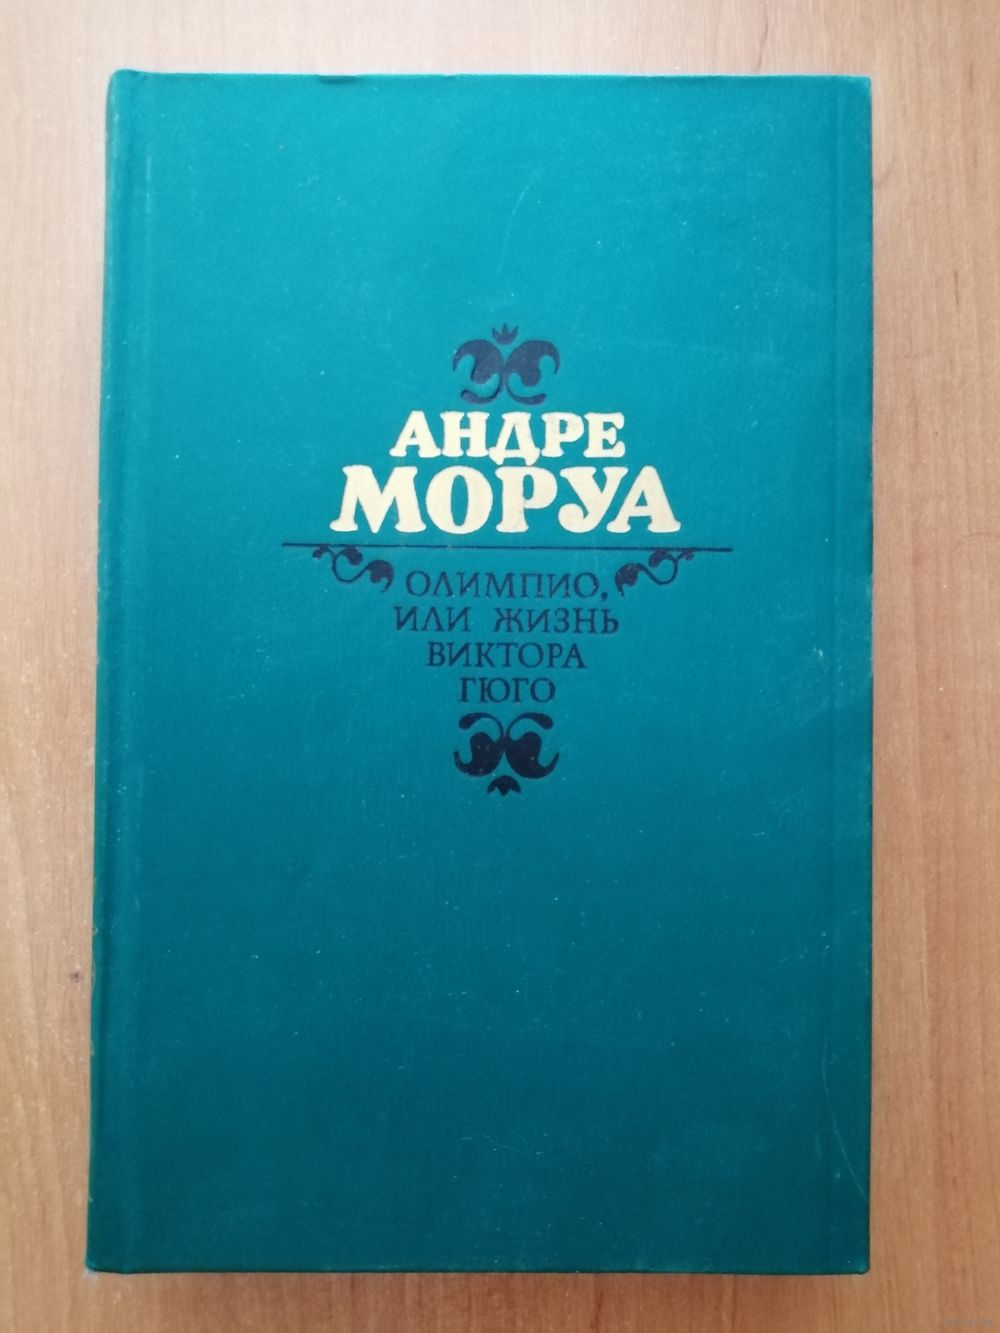 АНДРЕ
МОРУА
ОЛИМПИО,
ИЛИ ЖИЗНЬ
ВИКТОРА
ГЮГО